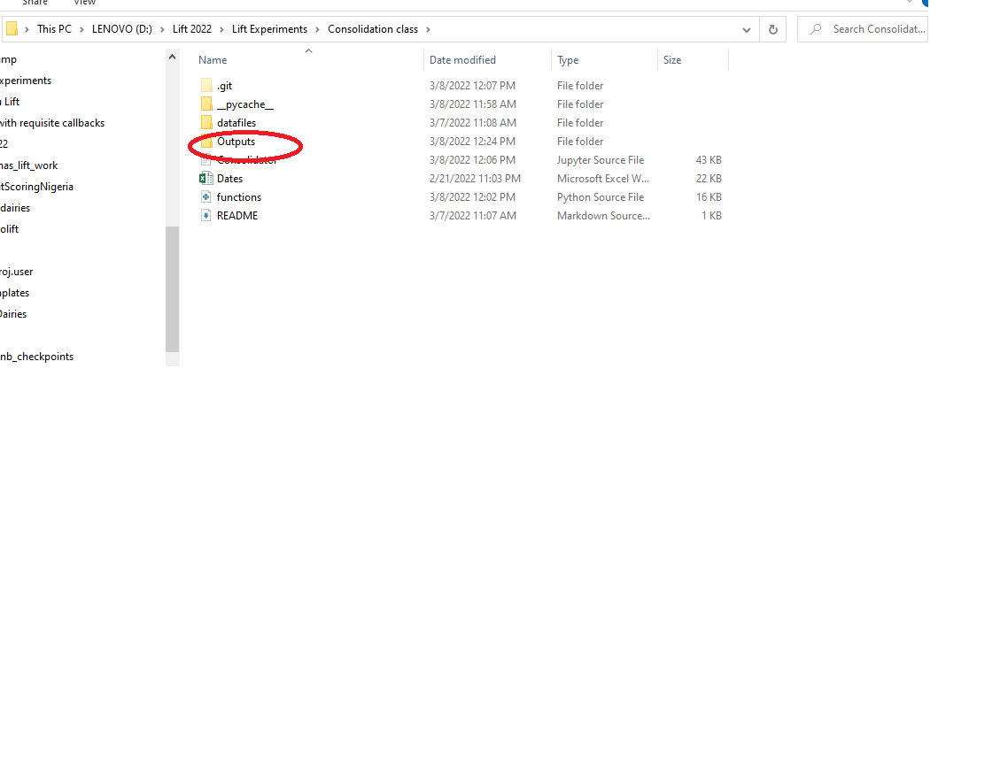 Share View
This PC > LENOVO (D:) > Lift 2022 > Lift Experiments > Consolidation class >
Search Consolidat...
Name Date modified Type Size
.git 3/8/2022 12:07 PM File folder
__pycache__ 3/8/2022 11:58 AM File folder
datafiles 3/7/2022 11:08 AM File folder
Outputs 3/8/2022 12:24 PM File folder
Consolidator 3/8/2022 12:06 PM Jupyter Source File 43 KB
Dates 2/21/2022 11:03 PM Microsoft Excel W... 22 KB
functions 3/8/2022 12:02 PM Python Source File 16 KB
README 3/7/2022 11:07 AM Markdown Source... 1 KB
mp
xperiments
u Lift
with requisite callbacks
22
nas_lift_work
itScoringNigeria
dairies
olift
roj.user
nplates
Dairies
nb_checkpoints